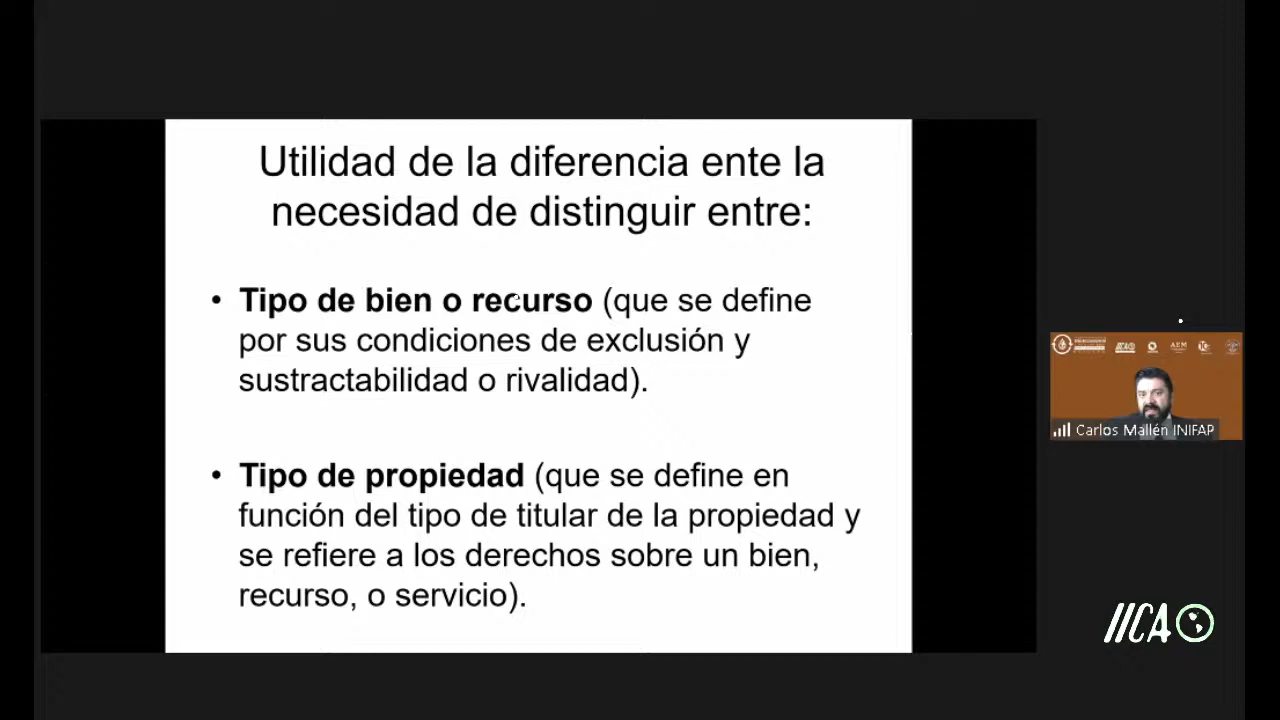 Utilidad de la diferencia ente la
necesidad de distinguir entre:
• Tipo de bien o recurso (que se define
por sus condiciones de exclusión y
sustractabilidad o rivalidad).
• Tipo de propiedad (que se define en
función del tipo de titular de la propiedad y
se refiere a los derechos sobre un bien,
recurso, o servicio).
Carlos Mallén INIFAP
IICA